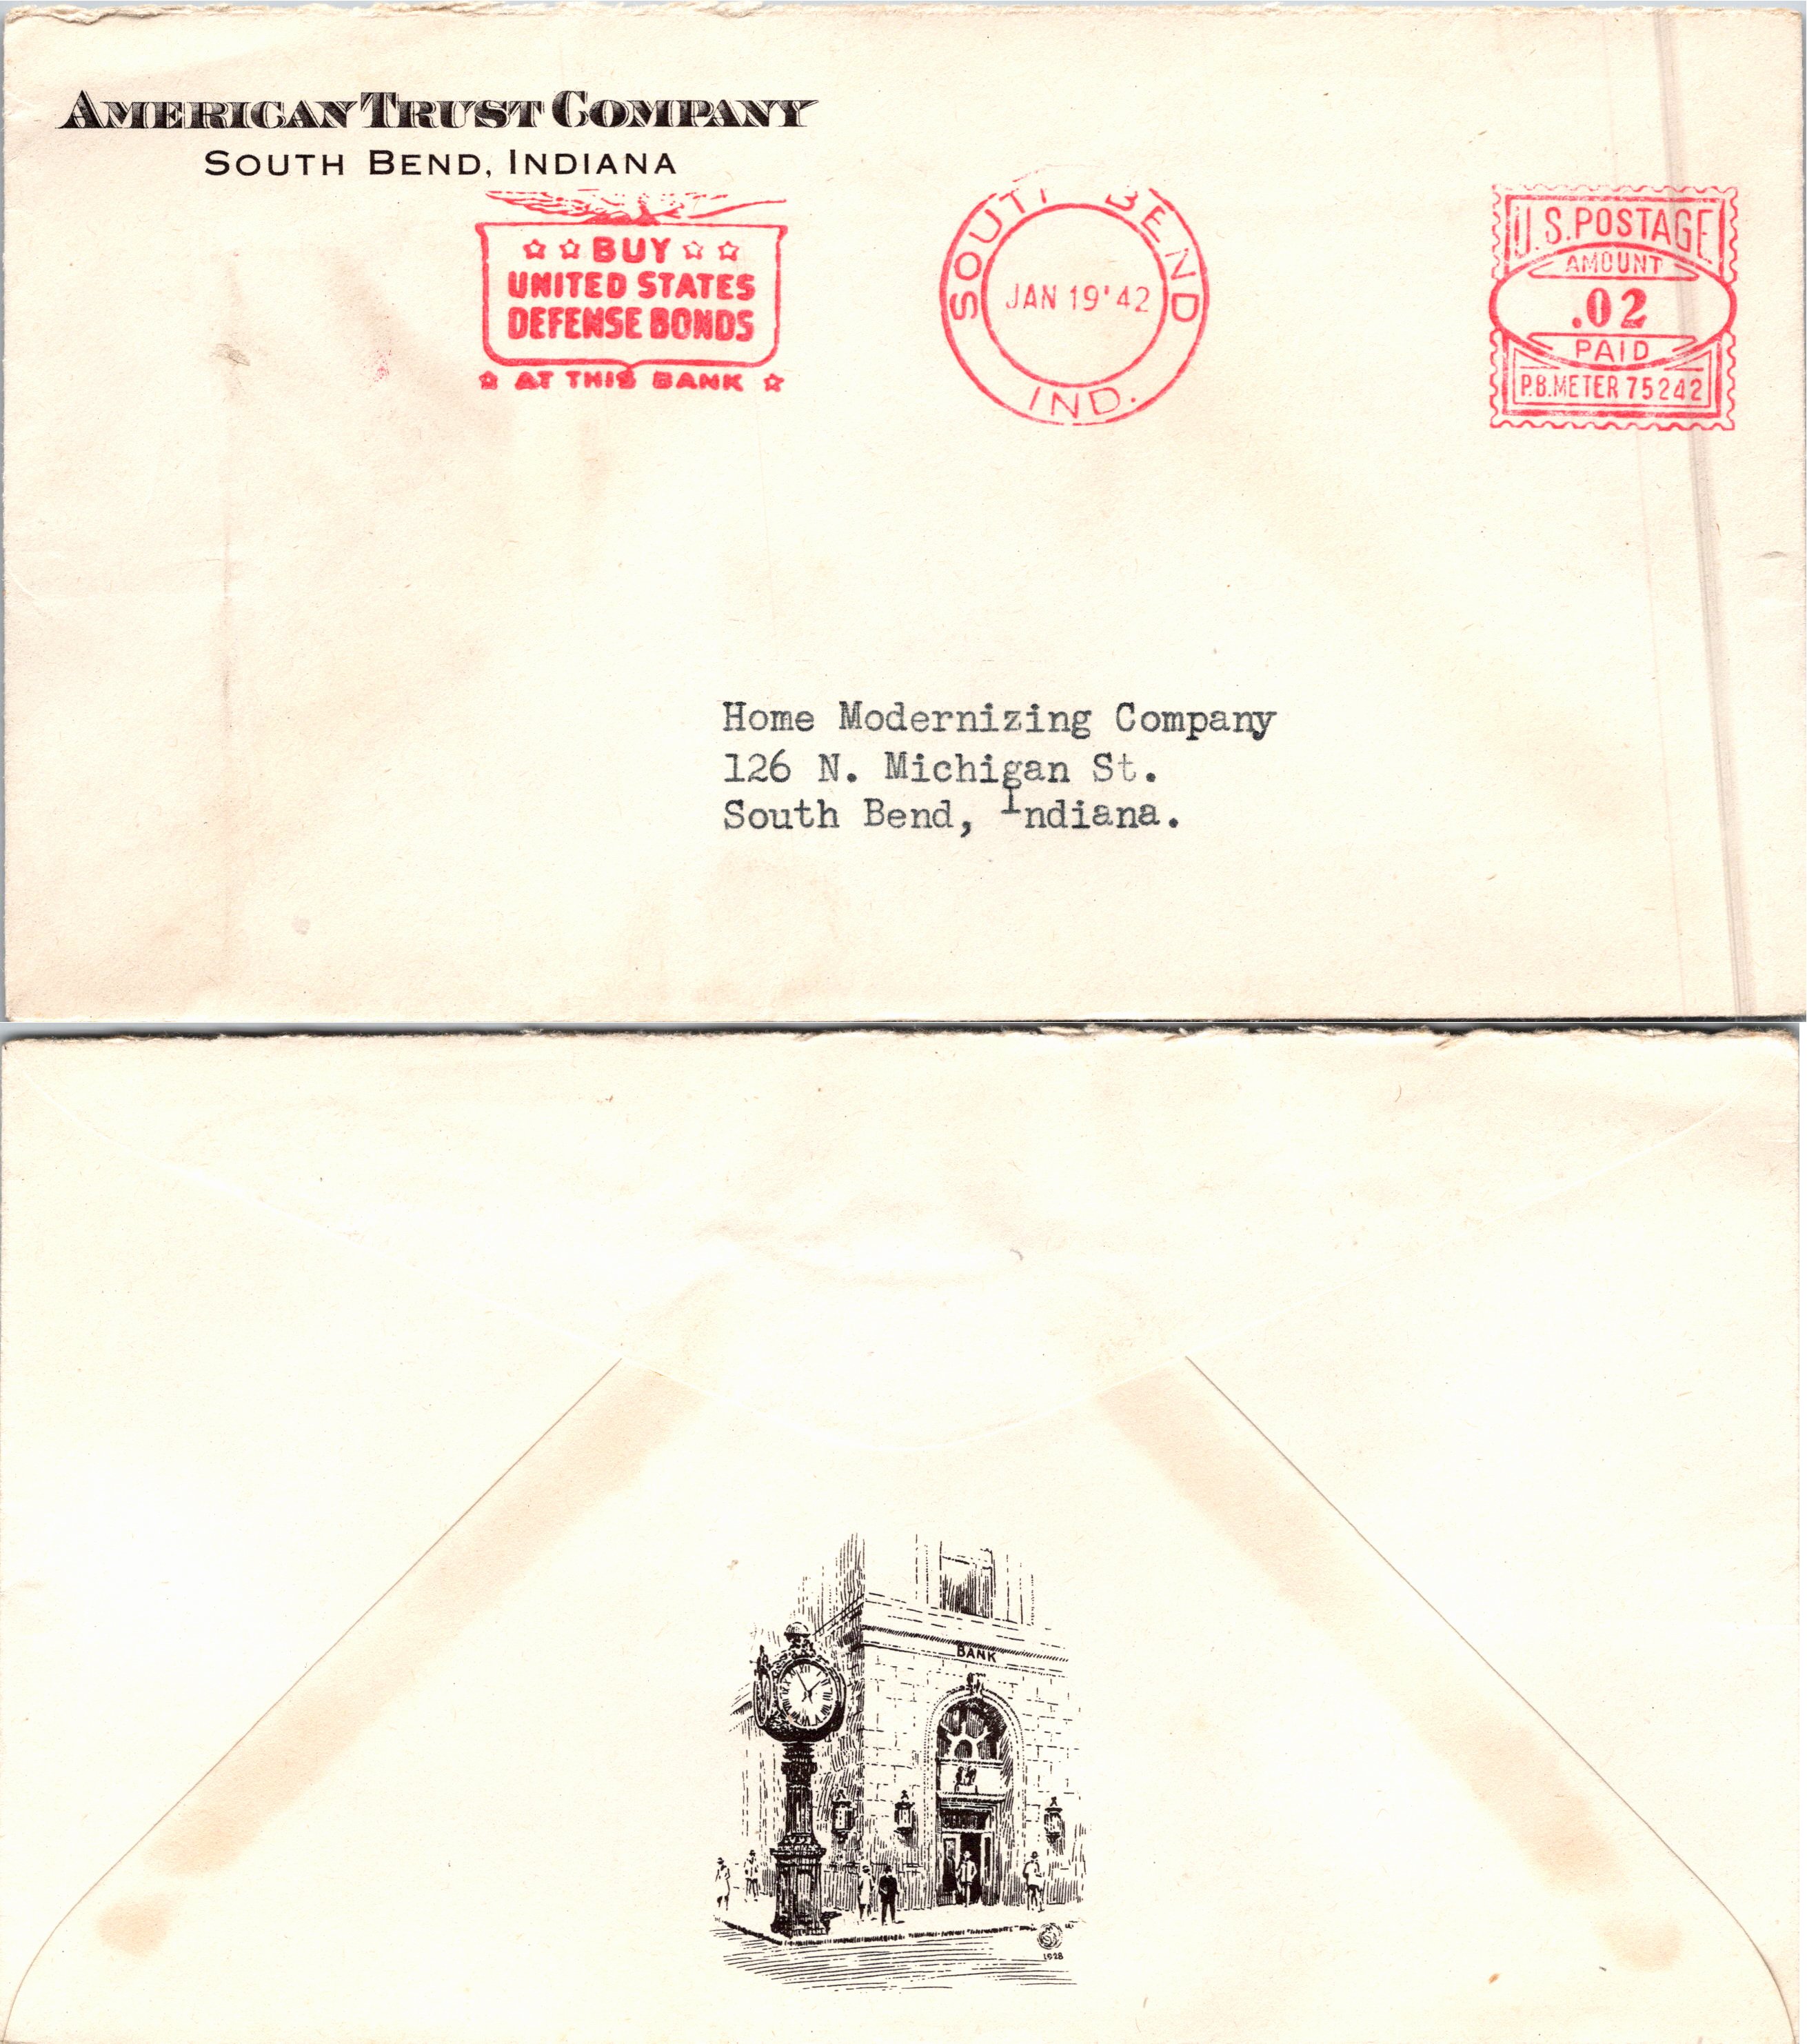 AMERICAN TRUST COMPANY
SOUTH BEND, INDIANA
☆ ☆ BUY ☆ ☆
UNITED STATES
DEFENSE BONDS
☆ AT THIS BANK ☆
SOUTH BEND
JAN 19'42
IND.
U.S. POSTAGE
AMOUNT
.02
PAID
P.B. METER 75242
Home Modernizing Company
126 N. Michigan St.
South Bend, Indiana.
BANK
1928